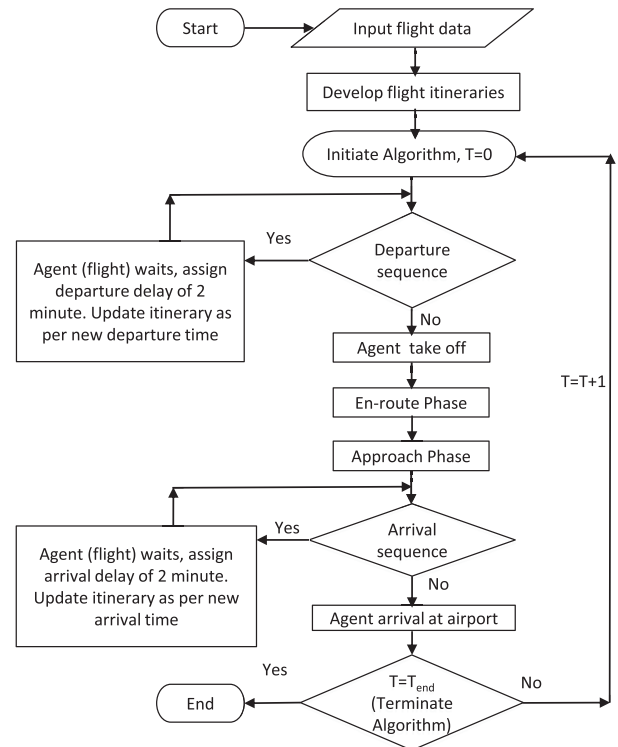 Start
Input flight data
Develop flight itineraries
Initiate Algorithm, T=0
Yes
Departure
sequence
Agent (flight) waits, assign
departure delay of 2
minute. Update itinerary as
per new departure time
No
Agent take off
T=T+1
En-route Phase
Approach Phase
Yes
Arrival
sequence
Agent (flight) waits, assign
arrival delay of 2 minute.
Update itinerary as per new
arrival time
No
Agent arrival at airport
Yes
T=Tend
(Terminate
Algorithm)
No
End